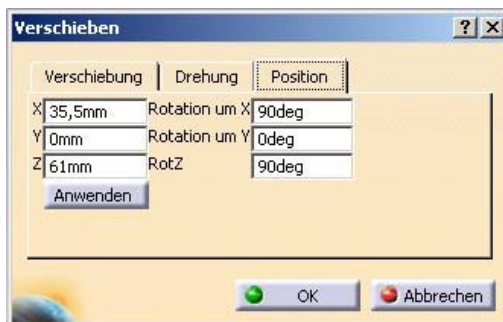 Verschieben
Verschiebung Drehung Position
X 35,5mm Rotation um X 90deg
Y 0mm Rotation um Y 0deg
Z 61mm RotZ 90deg
Anwenden
OK Abbrechen